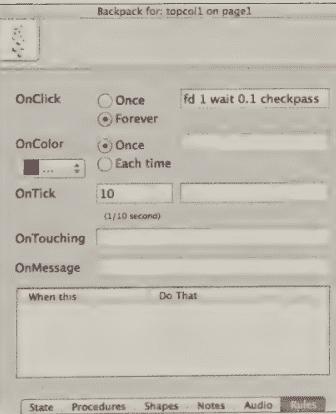 Backpack for: topcol1 on page1
OnClick Once fd 1 wait 0.1 checkpass
Forever
OnColor Once
... Each time
OnTick 10
(1/10 second)
OnTouching
OnMessage
When this Do That
State Procedures Shapes Notes Audio Rules